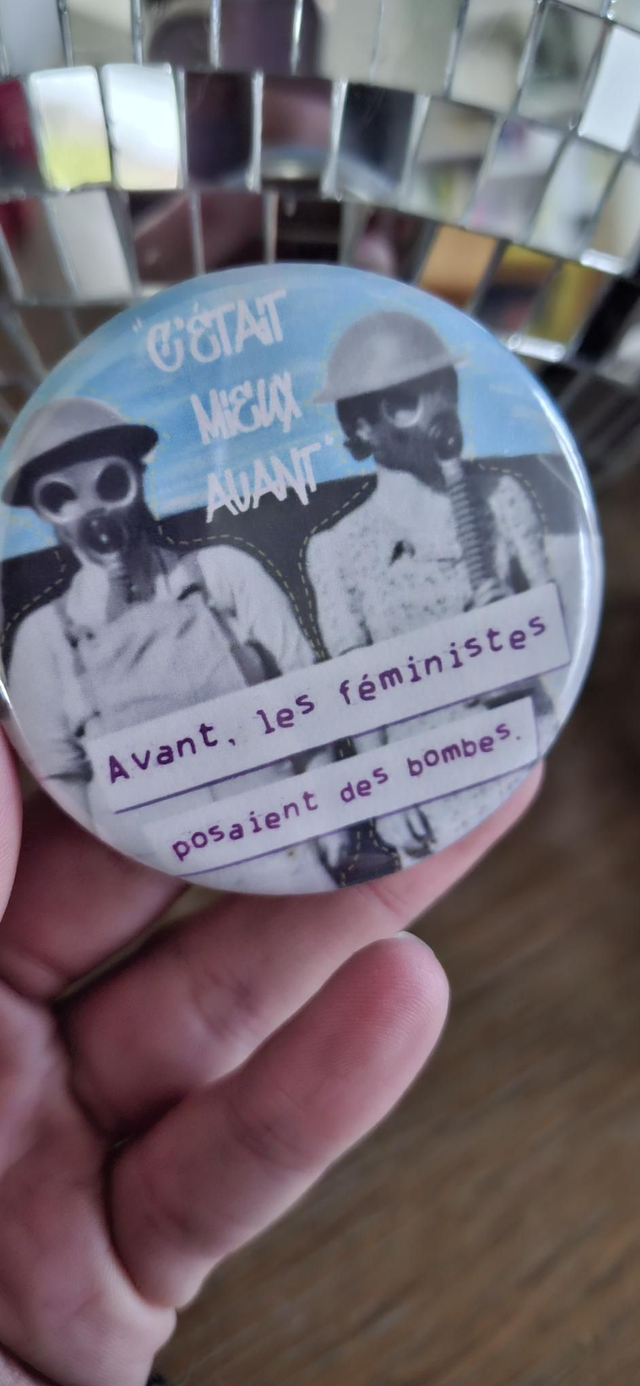 "C'ÉTAIT
MIEUX
AVANT"
Avant, les féministes
posaient des bombes.